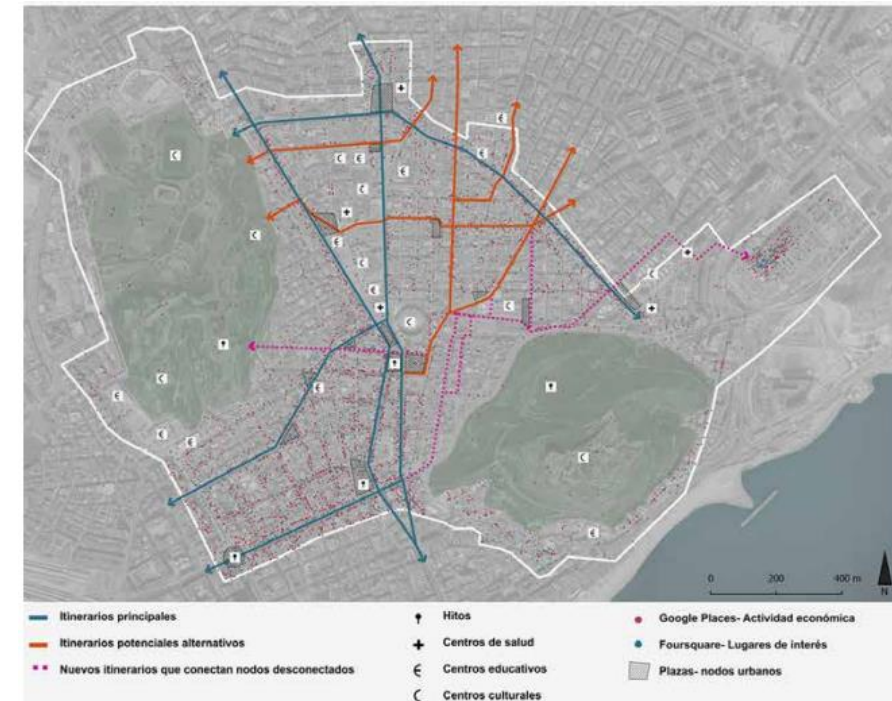 0 200 400 m
N
Itinerarios principales
Itinerarios potenciales alternativos
Nuevos itinerarios que conectan nodos desconectados
Hitos
Centros de salud
Centros educativos
Centros culturales
Google Places- Actividad económica
Foursquare- Lugares de interés
Plazas- nodos urbanos